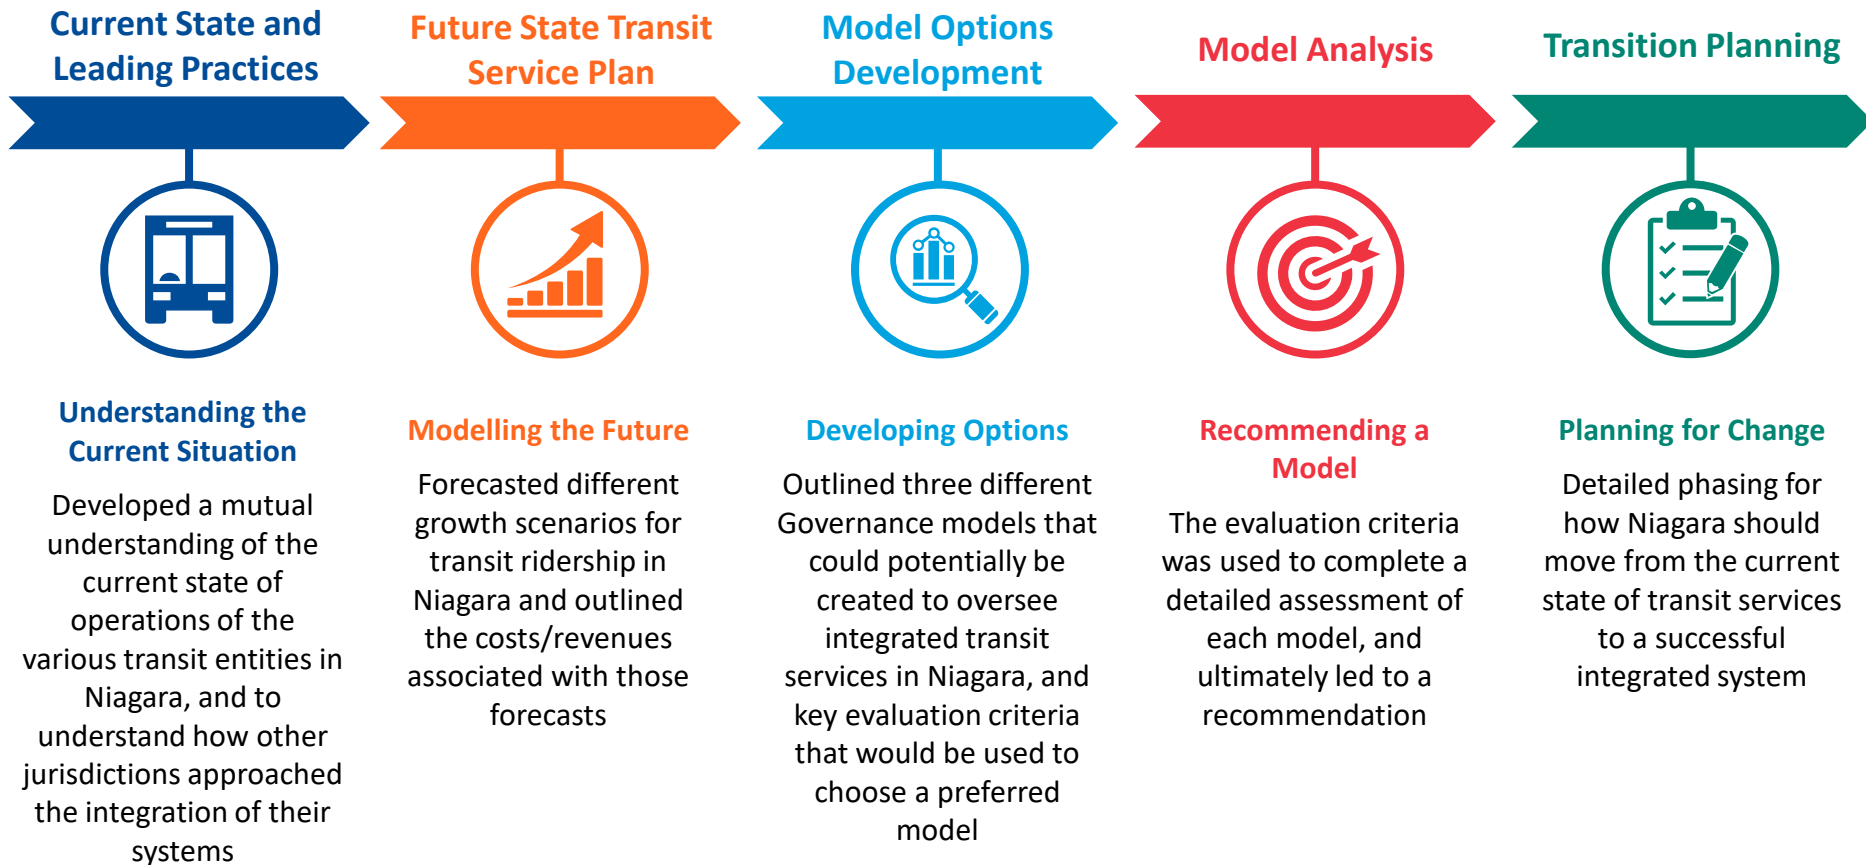 Current State and
Leading Practices
Understanding the
Current Situation
Developed a mutual
understanding of the
current state of
operations of the
various transit entities in
Niagara, and to
understand how other
jurisdictions approached
the integration of their
systems
Future State Transit
Service Plan
Modelling the Future
Forecasted different
growth scenarios for
transit ridership in
Niagara and outlined
the costs/revenues
associated with those
forecasts
Model Options
Development
Developing Options
Outlined three different
Governance models that
could potentially be
created to oversee
integrated transit
services in Niagara, and
key evaluation criteria
that would be used to
choose a preferred
model
Model Analysis
Recommending a
Model
The evaluation criteria
was used to complete a
detailed assessment of
each model, and
ultimately led to a
recommendation
Transition Planning
Planning for Change
Detailed phasing for
how Niagara should
move from the current
state of transit services
to a successful
integrated system